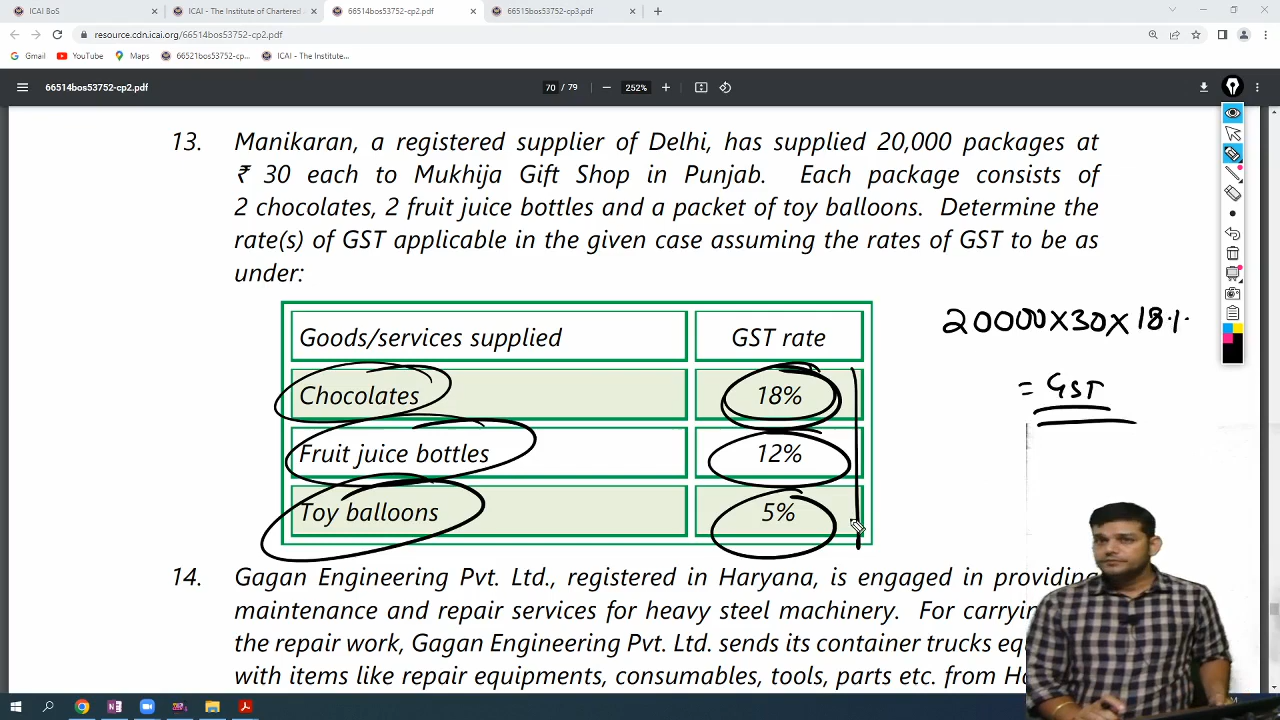 ICAI BoS
ICAI - The Institute of Chartered
66514bos53752-cp2.pdf
66515bos53752-cp3.pdf
resource.cdn.icai.org/66514bos53752-cp2.pdf
Gmail
YouTube
Maps
66521bos53752-cp...
ICAI - The Institute...
66514bos53752-cp2.pdf
70 / 79
252%
13. Manikaran, a registered supplier of Delhi, has supplied 20,000 packages at
₹ 30 each to Mukhija Gift Shop in Punjab. Each package consists of
2 chocolates, 2 fruit juice bottles and a packet of toy balloons. Determine the
rate(s) of GST applicable in the given case assuming the rates of GST to be as
under:
Goods/services supplied GST rate
Chocolates 18%
Fruit juice bottles 12%
Toy balloons 5%
20000x30x18%
= GST
14. Gagan Engineering Pvt. Ltd., registered in Haryana, is engaged in providing
maintenance and repair services for heavy steel machinery. For carrying
the repair work, Gagan Engineering Pvt. Ltd. sends its container trucks
with items like repair equipments, consumables, tools, parts etc. from